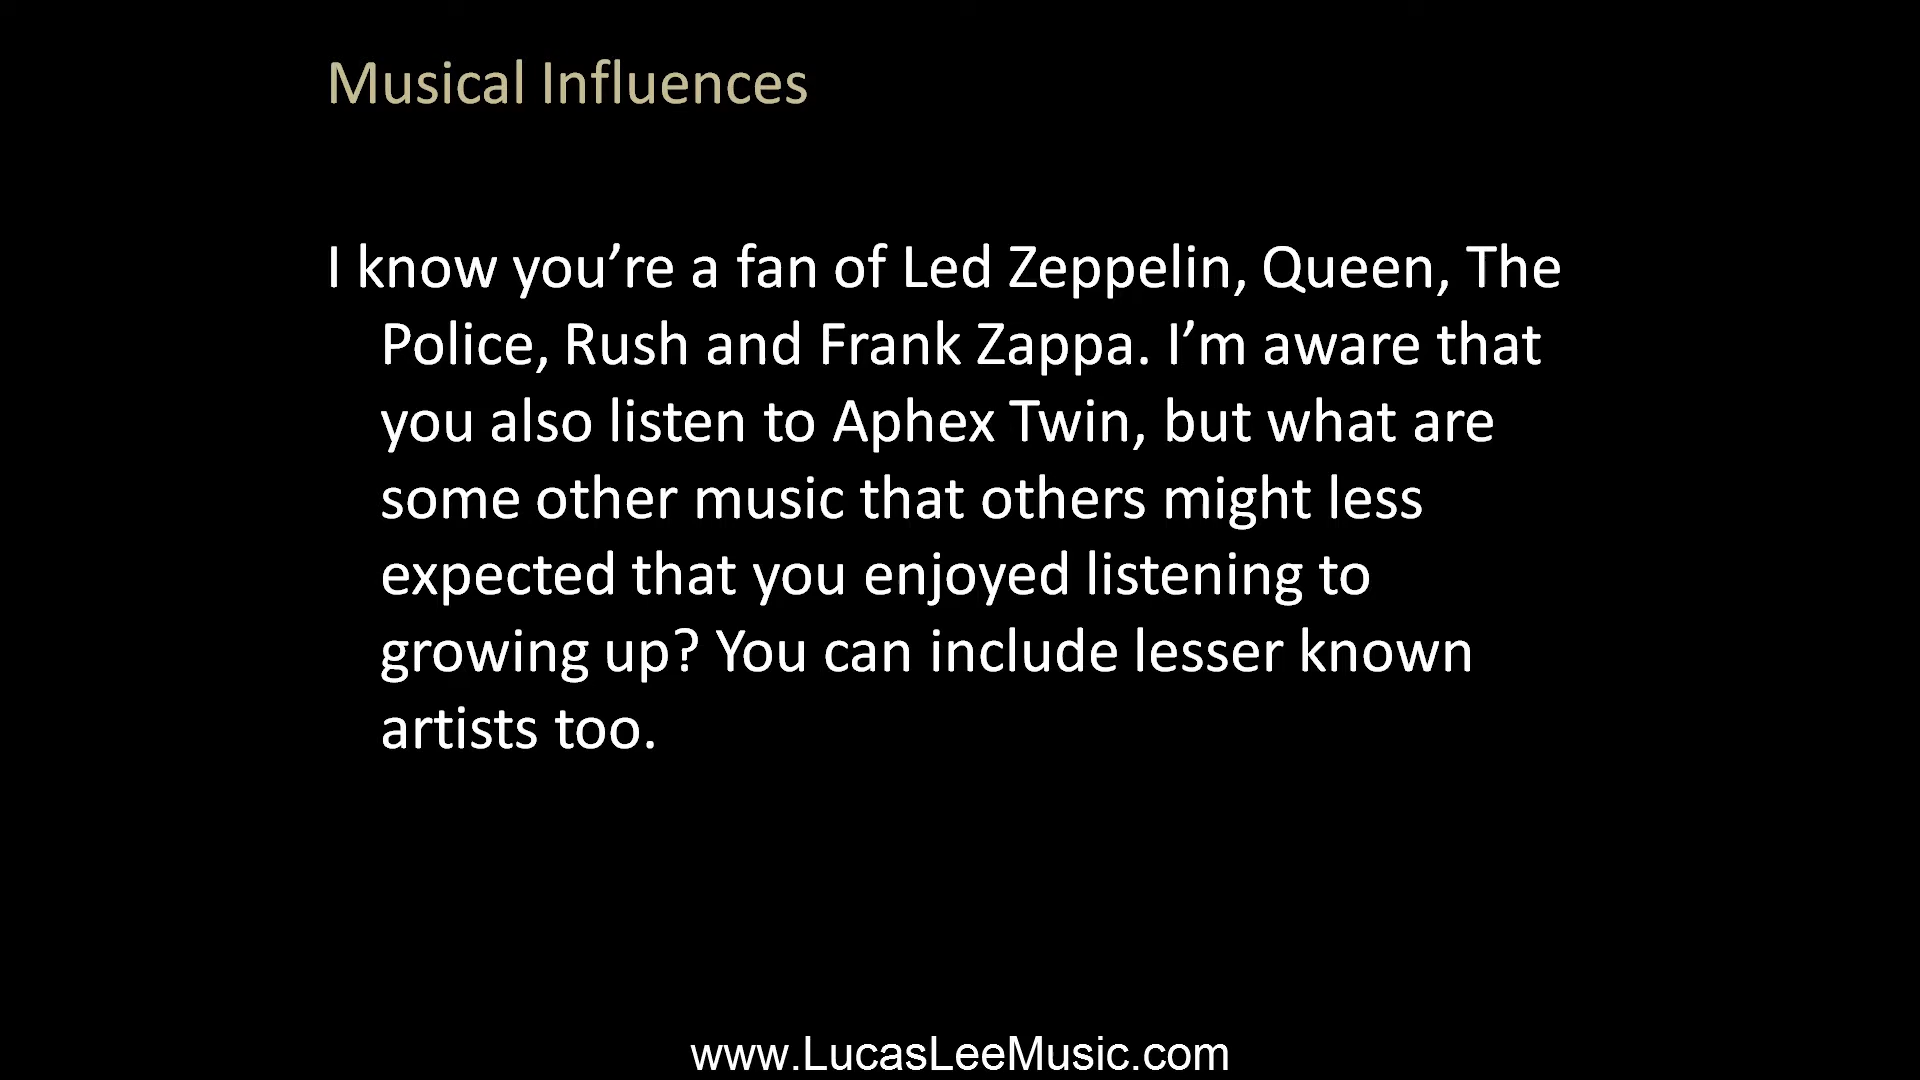 Musical Influences
I know you’re a fan of Led Zeppelin, Queen, The
Police, Rush and Frank Zappa. I’m aware that
you also listen to Aphex Twin, but what are
some other music that others might less
expected that you enjoyed listening to
growing up? You can include lesser known
artists too.
www.LucasLeeMusic.com